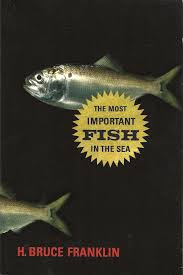 THE MOST
IMPORTANT
FISH
IN THE SEA
H. BRUCE FRANKLIN